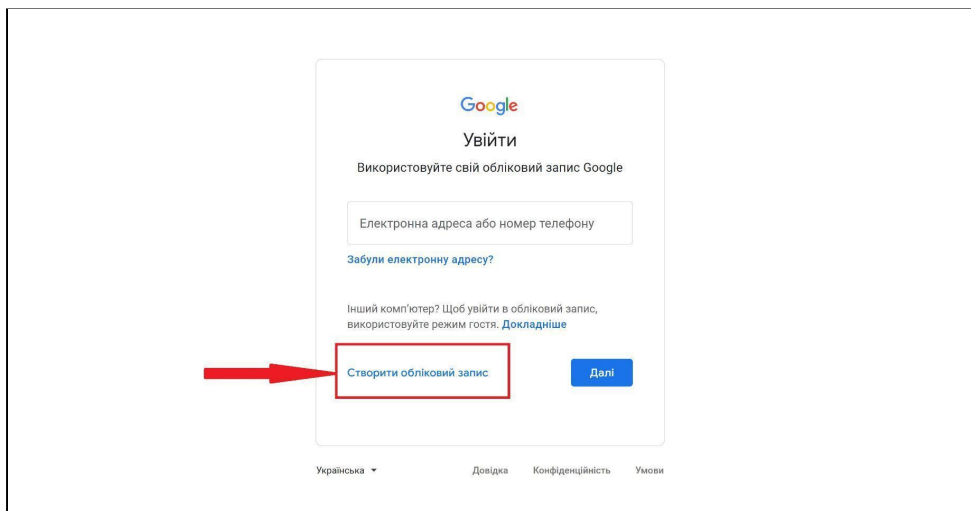 Google
Увійти
Використовуйте свій обліковий запис Google
Електронна адреса або номер телефону
Забули електронну адресу?
Інший комп'ютер? Щоб увійти в обліковий запис,
використовуйте режим гостя. Докладніше
Створити обліковий запис
Далі
Українська
Довідка Конфіденційність Умови